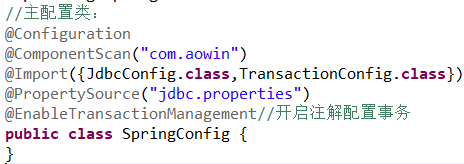 //主配置类：
@Configuration
@ComponentScan("com.aowin")
@Import({JdbcConfig.class,TransactionConfig.class})
@PropertySource("jdbc.properties")
@EnableTransactionManagement//开启注解配置事务
public class SpringConfig {
}